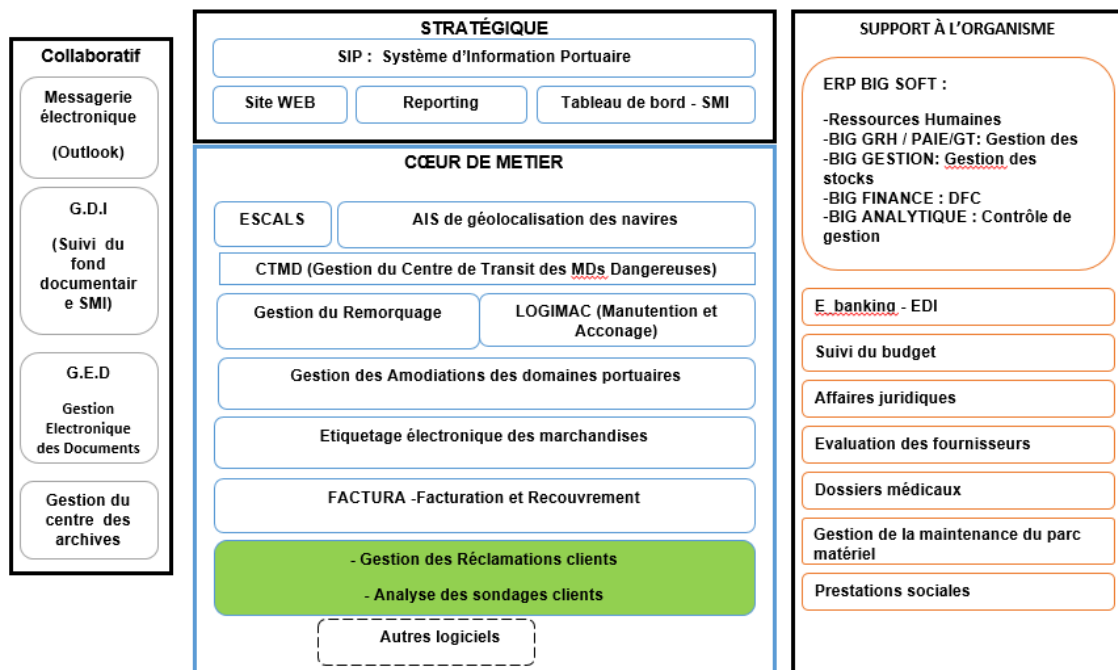 Collaboratif
Messagerie
électronique
(Outlook)
G.D.I
(Suivi du
fond
documentair
e SMI)
G.E.D
Gestion
Electronique
des Documents
Gestion du
centre des
archives
STRATÉGIQUE
SIP : Système d'Information Portuaire
Site WEB
Reporting
Tableau de bord - SMI
CŒUR DE METIER
ESCALS
AIS de géolocalisation des navires
CTMD (Gestion du Centre de Transit des MDs Dangereuses)
Gestion du Remorquage
LOGIMAC (Manutention et
Acconage)
Gestion des Amodiations des domaines portuaires
Etiquetage électronique des marchandises
FACTURA -Facturation et Recouvrement
- Gestion des Réclamations clients
- Analyse des sondages clients
Autres logiciels
SUPPORT À L'ORGANISME
ERP BIG SOFT :
-Ressources Humaines
-BIG GRH / PAIE/GT: Gestion des
-BIG GESTION: Gestion des
stocks
-BIG FINANCE : DFC
-BIG ANALYTIQUE : Contrôle de
gestion
E_banking - EDI
Suivi du budget
Affaires juridiques
Evaluation des fournisseurs
Dossiers médicaux
Gestion de la maintenance du parc
matériel
Prestations sociales